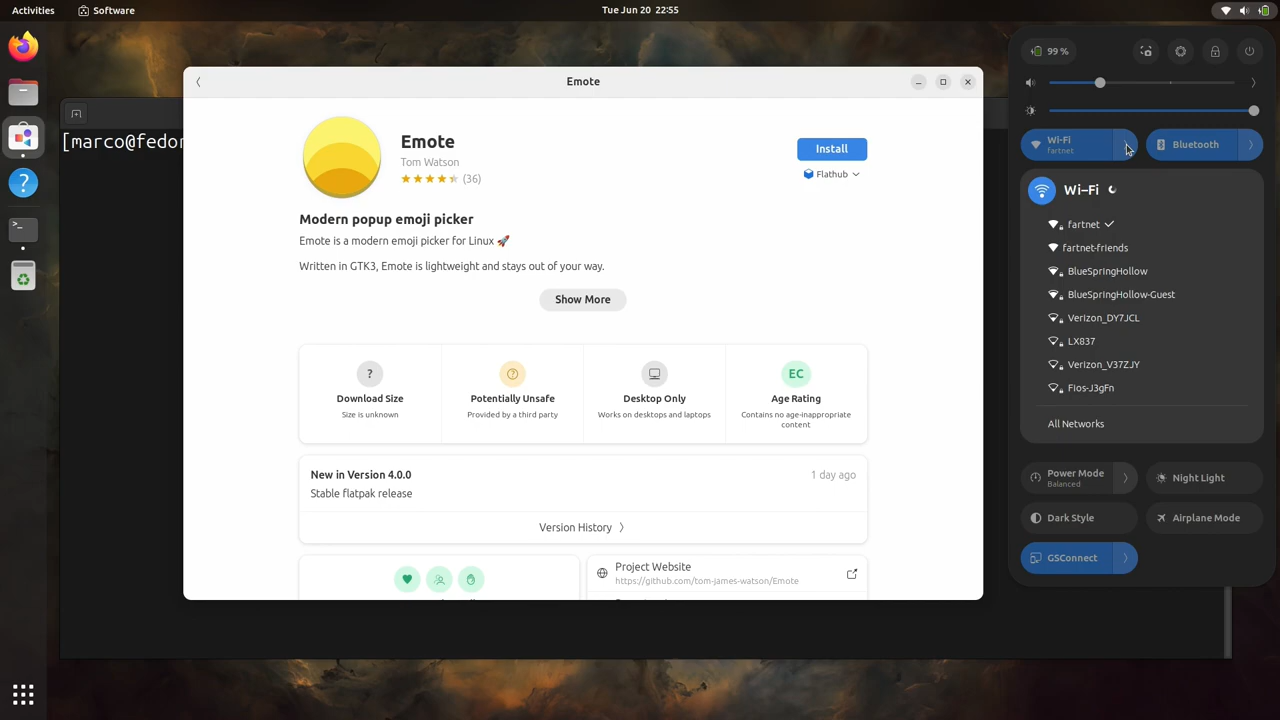 Activities
Software
Tue Jun 20 22:55
99 %
Emote
[marco@fedor
Emote
Tom Watson
(36)
Install
Flathub
Modern popup emoji picker
Emote is a modern emoji picker for Linux 🚀
Written in GTK3, Emote is lightweight and stays out of your way.
Show More
? 
Download Size
Size is unknown
Potentially Unsafe
Provided by a third party
Desktop Only
Works on desktops and laptops
EC
Age Rating
Contains no age-inappropriate
content
New in Version 4.0.0
1 day ago
Stable flatpak release
Version History
Project Website
https://github.com/tom-james-watson/Emote
Wi-Fi
fartnet
Bluetooth
Wi-Fi
fartnet
fartnet-friends
BlueSpringHollow
BlueSpringHollow-Guest
Verizon_DY7JCL
LX837
Verizon_V37ZJY
Fios-J3gFn
All Networks
Power Mode
Balanced
Night Light
Dark Style
Airplane Mode
GSConnect